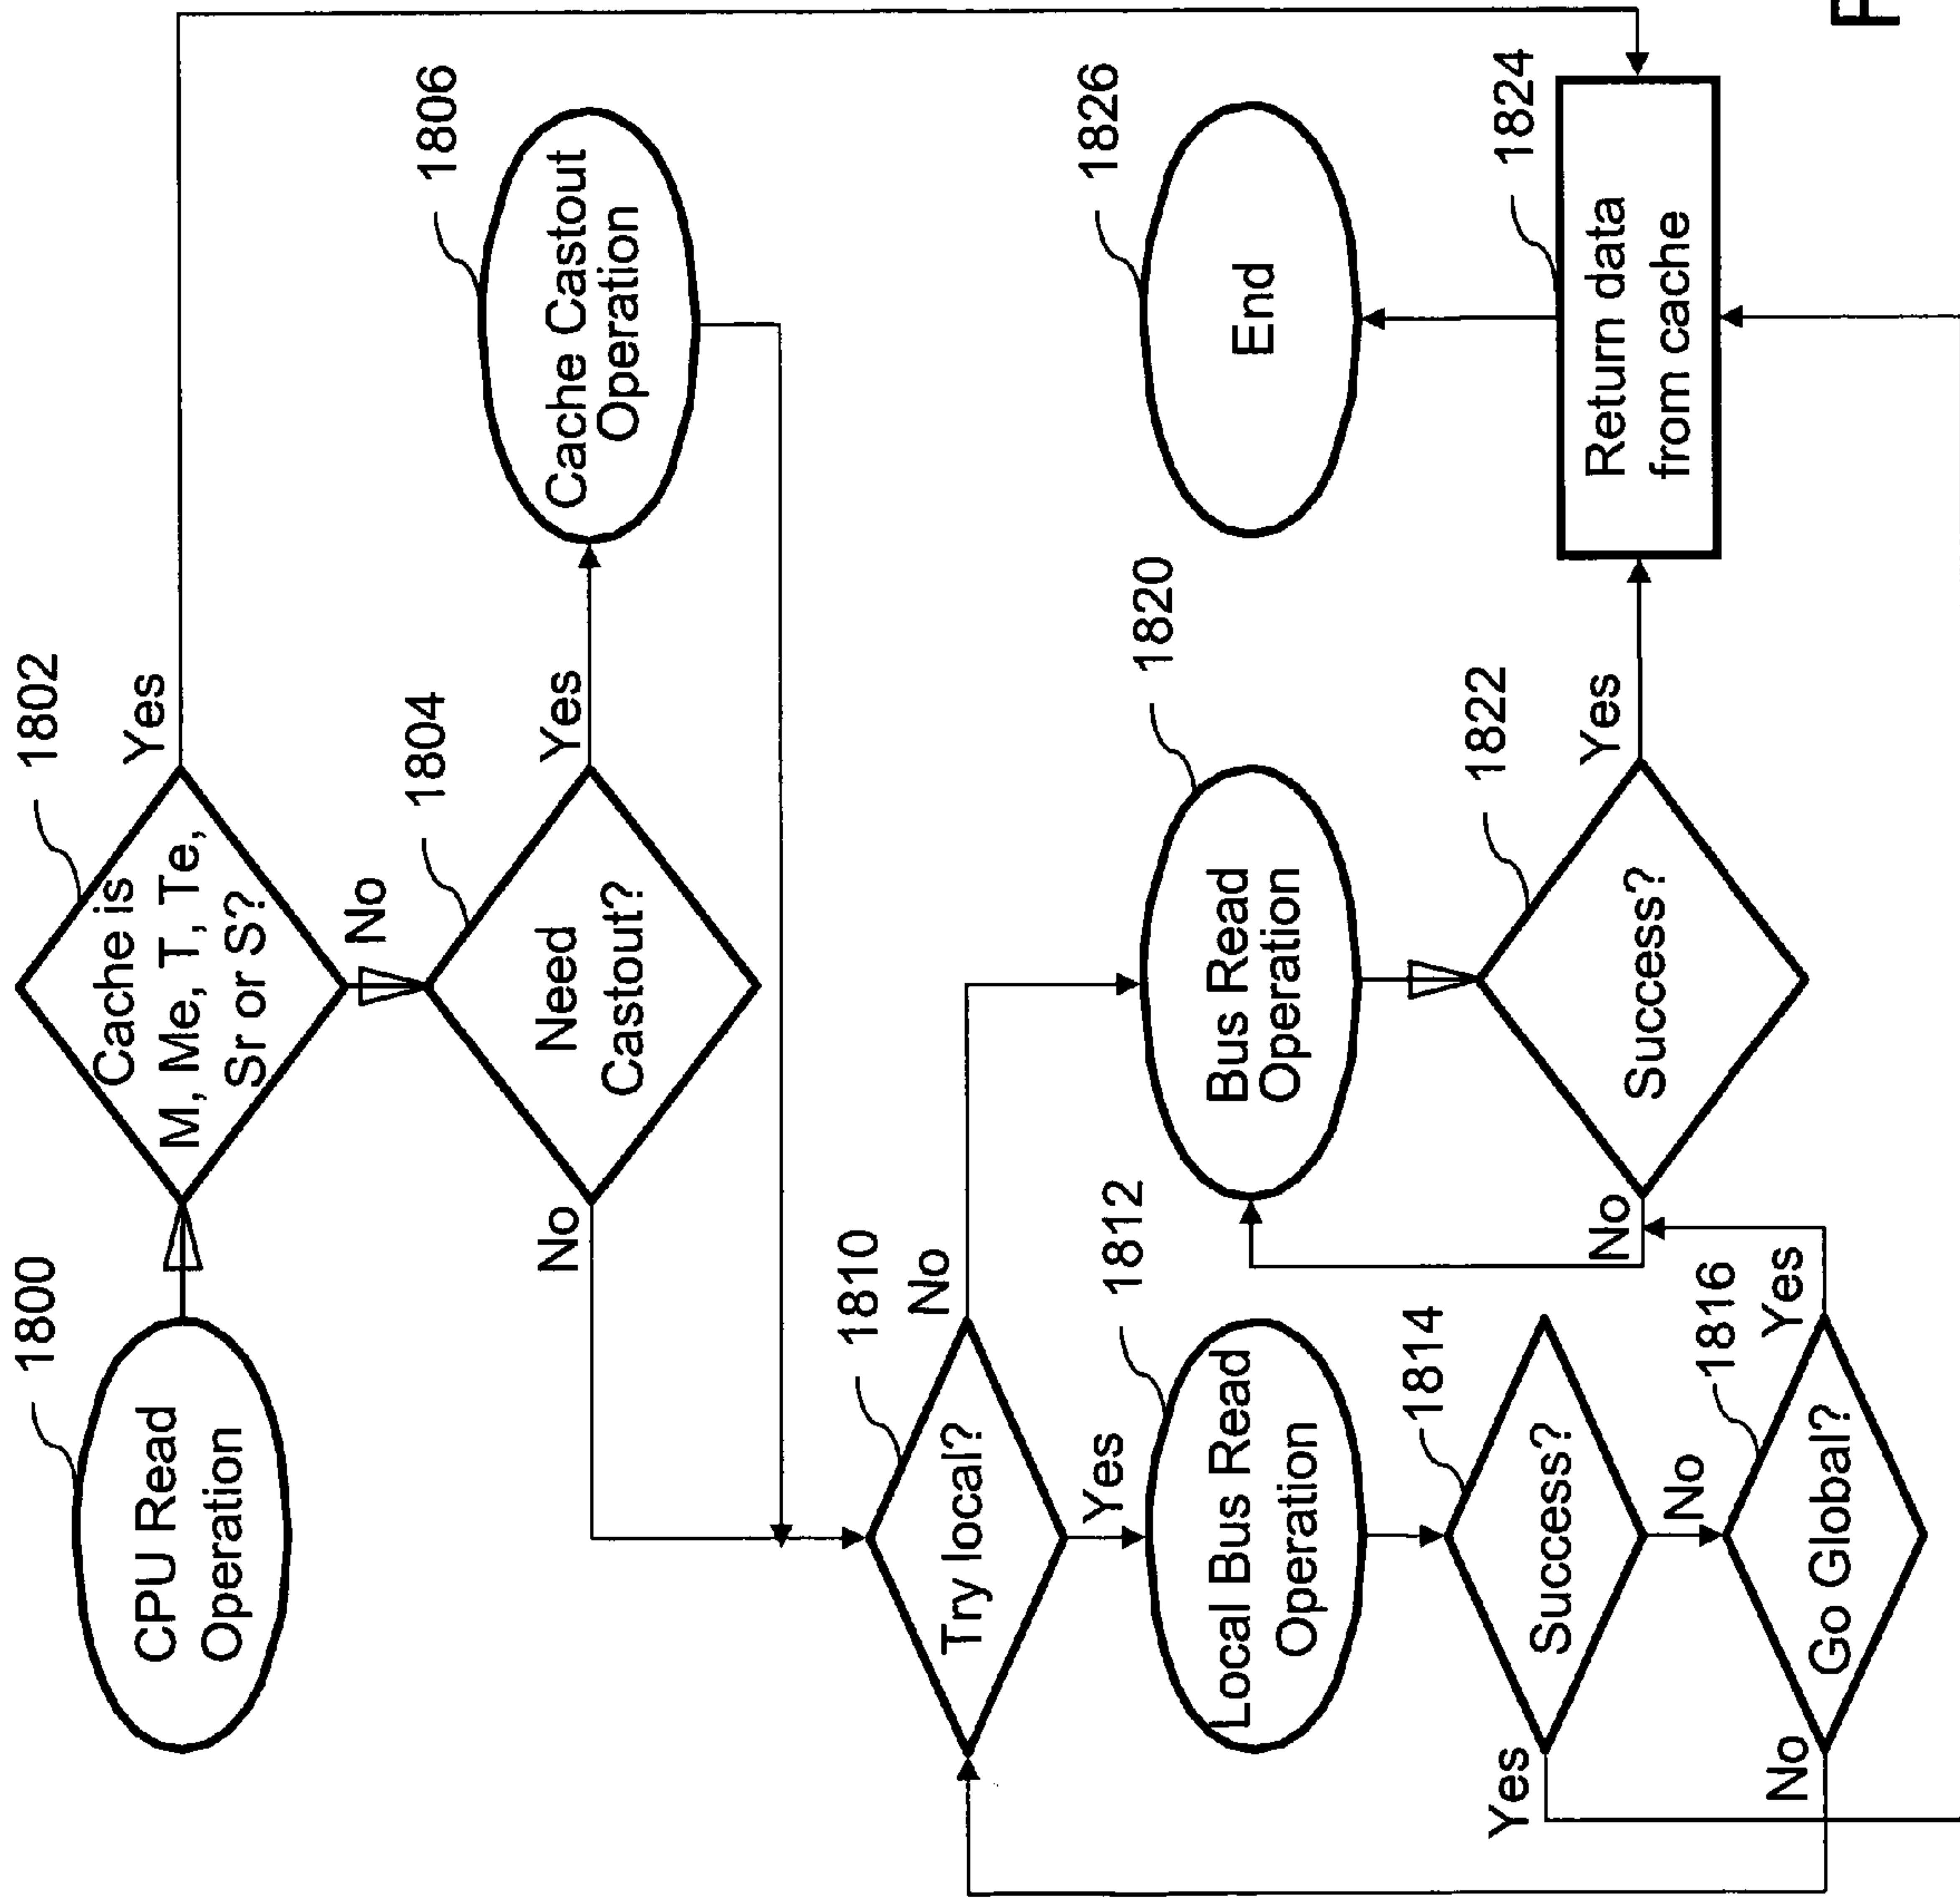 1800
CPU Read
Operation
1802
Cache is
M, Me, T, Te,
Sr or S?
Yes
No
1804
Need
Castout?
No
Yes
1806
Cache Castout
Operation
1810
Try local?
No
Yes
1812
Local Bus Read
Operation
1814
Success?
Yes
No
1816
Go Global?
No
Yes
1820
Bus Read
Operation
1822
Success?
No
Yes
1824
Return data
from cache
1826
End